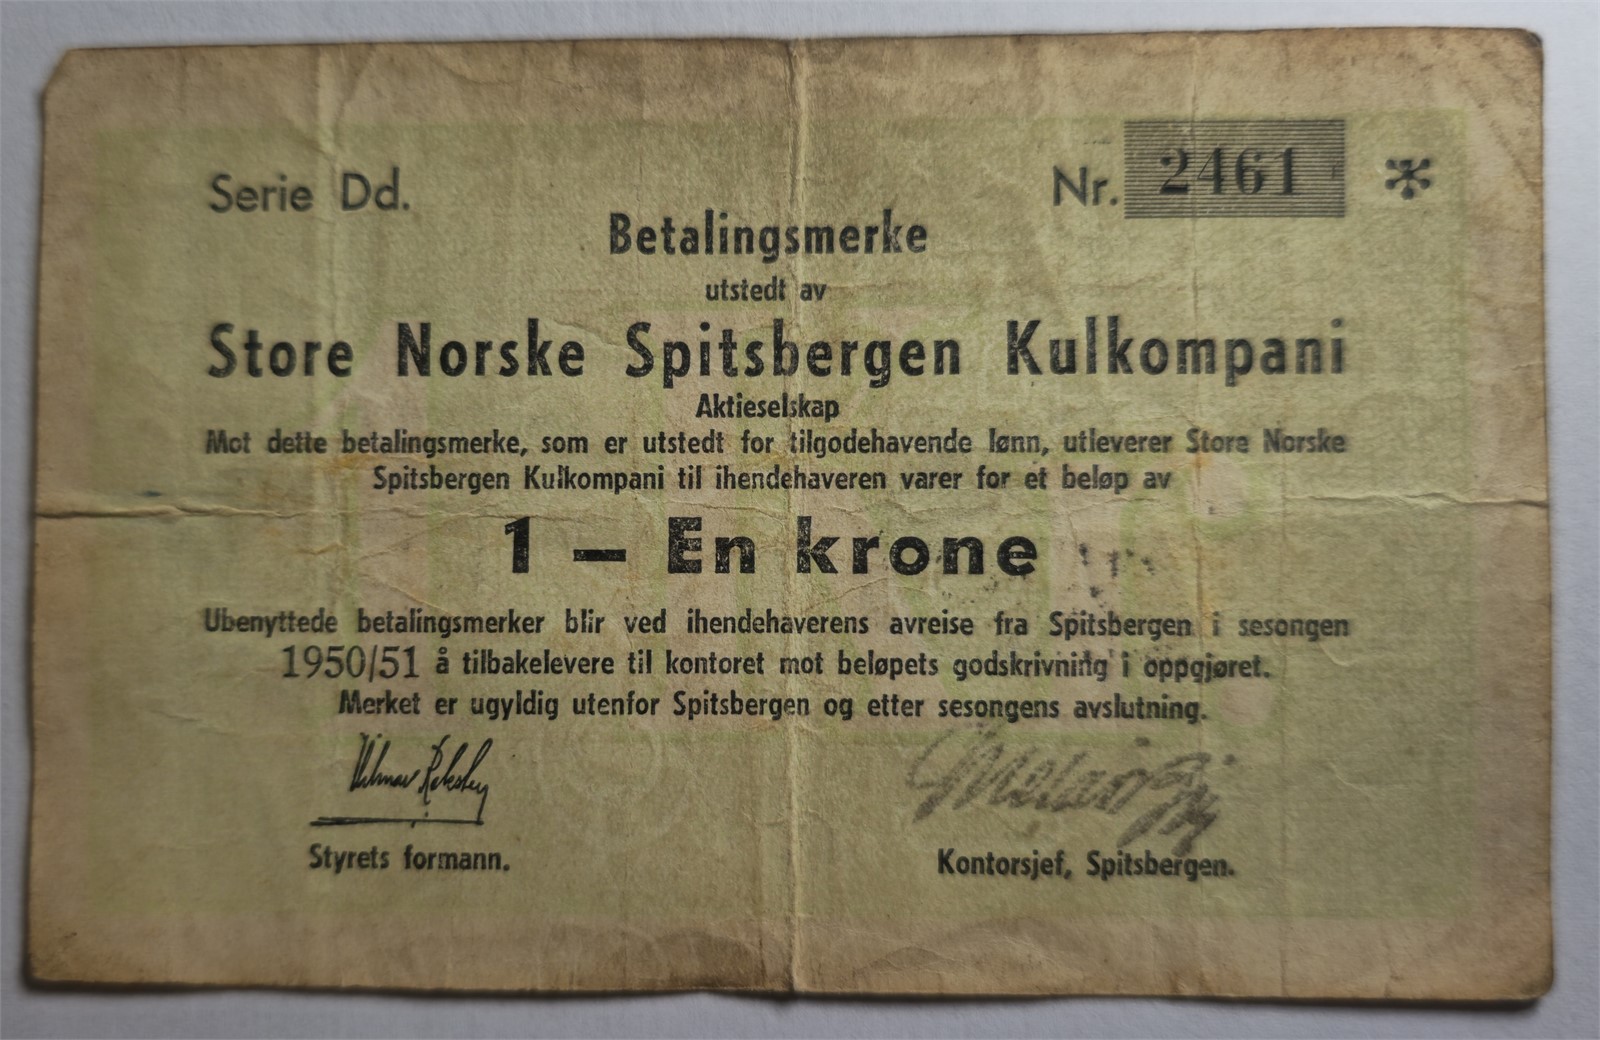 Serie Dd.
Nr. 2461 *
Betalingsmerke
utstedt av
Store Norske Spitsbergen Kulkompani
Aktieselskap
Mot dette betalingsmerke, som er utstedt for tilgodehavende lønn, utleverer Store Norske
Spitsbergen Kulkompani til ihendehaveren varer for et beløp av
1 — En krone
Ubenyttede betalingsmerker blir ved ihendehaverens avreise fra Spitsbergen i sesongen
1950/51 å tilbakelevere til kontoret mot beløpets godskrivning i oppgjøret.
Merket er ugyldig utenfor Spitsbergen og etter sesongens avslutning.
Styrets formann.
Kontorsjef, Spitsbergen.